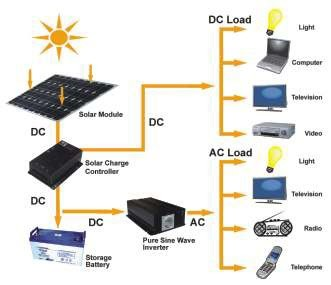 DC Load
Light
Computer
Solar Module
Television
DC
DC
Video
Solar Charge
Controller
AC Load
Light
DC
DC
AC
Television
Radio
Storage
Battery
Pure Sine Wave
Inverter
Telephone